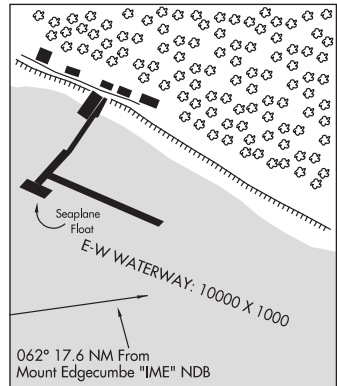 Seaplane
Float
E-W WATERWAY: 10000 X 1000
062° 17.6 NM From
Mount Edgecumbe "IME" NDB